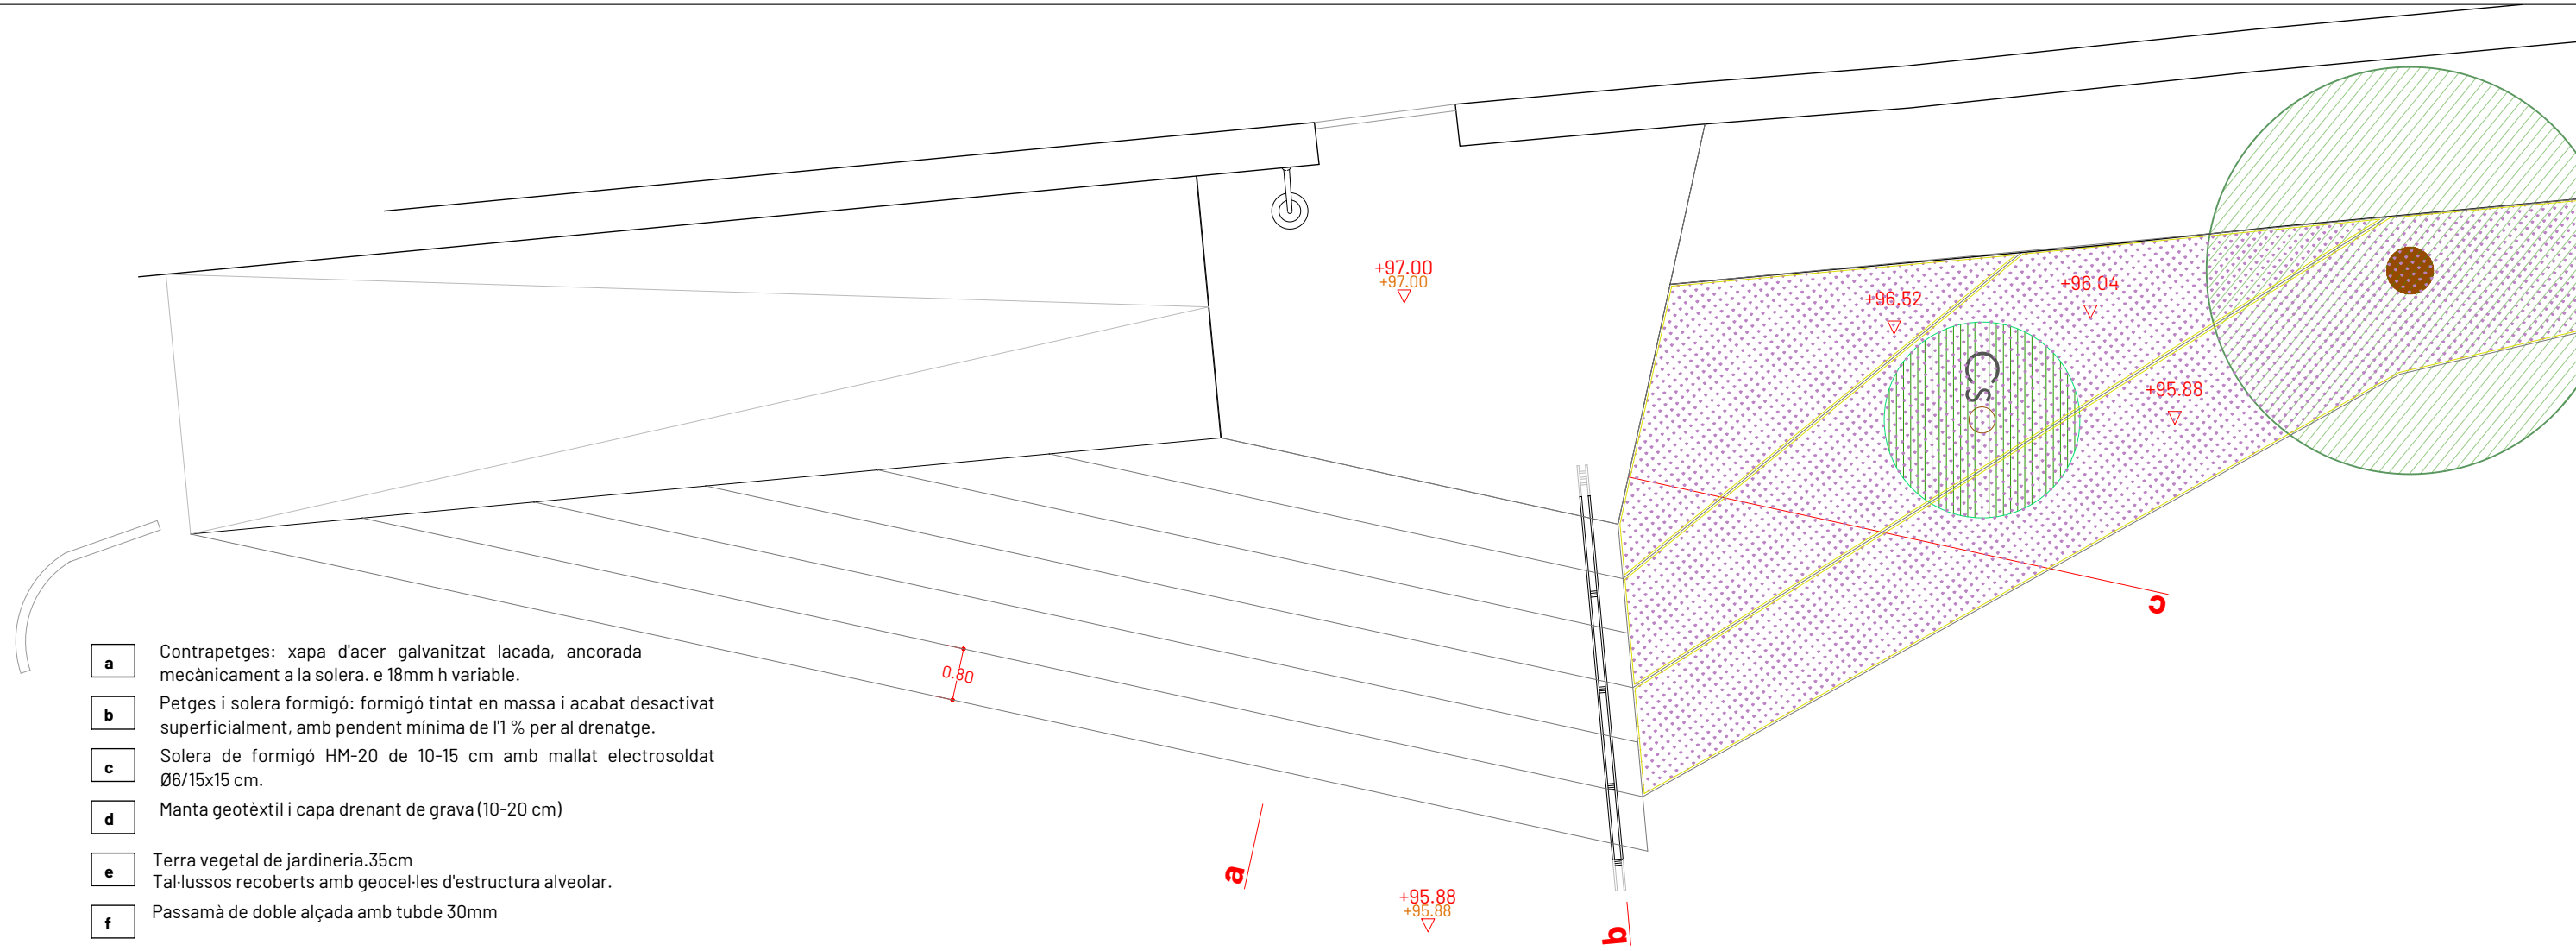 +97.00
+97.00
+96.52
+96.04
+95.88
Cs
0.80
c
a
b
+95.88
+95.88
a Contrapetges: xapa d'acer galvanitzat lacada, ancorada
mecànicament a la solera. e 18mm h variable.
b Petges i solera formigó: formigó tintat en massa i acabat desactivat
superficialment, amb pendent mínima de l'1 % per al drenatge.
c Solera de formigó HM-20 de 10-15 cm amb mallat electrosoldat
Ø6/15x15 cm.
d Manta geotèxtil i capa drenant de grava (10-20 cm)
e Terra vegetal de jardineria.35cm
Tal·lussos recoberts amb geocel·les d'estructura alveolar.
f Passamà de doble alçada amb tubde 30mm